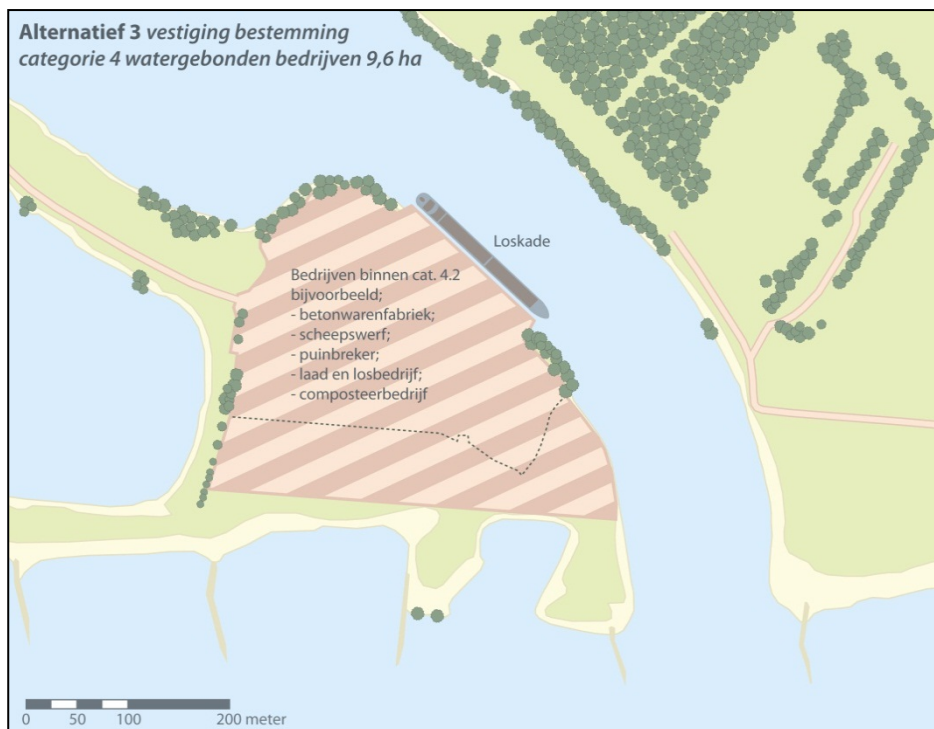 Alternatief 3 vestiging bestemming
categorie 4 watergebonden bedrijven 9,6 ha
Loskade
Bedrijven binnen cat. 4.2
bijvoorbeeld;
- betonwarenfabriek;
- scheepswerf;
- puinbreker;
- laad en losbedrijf;
- composteerbedrijf
0 50 100 200 meter